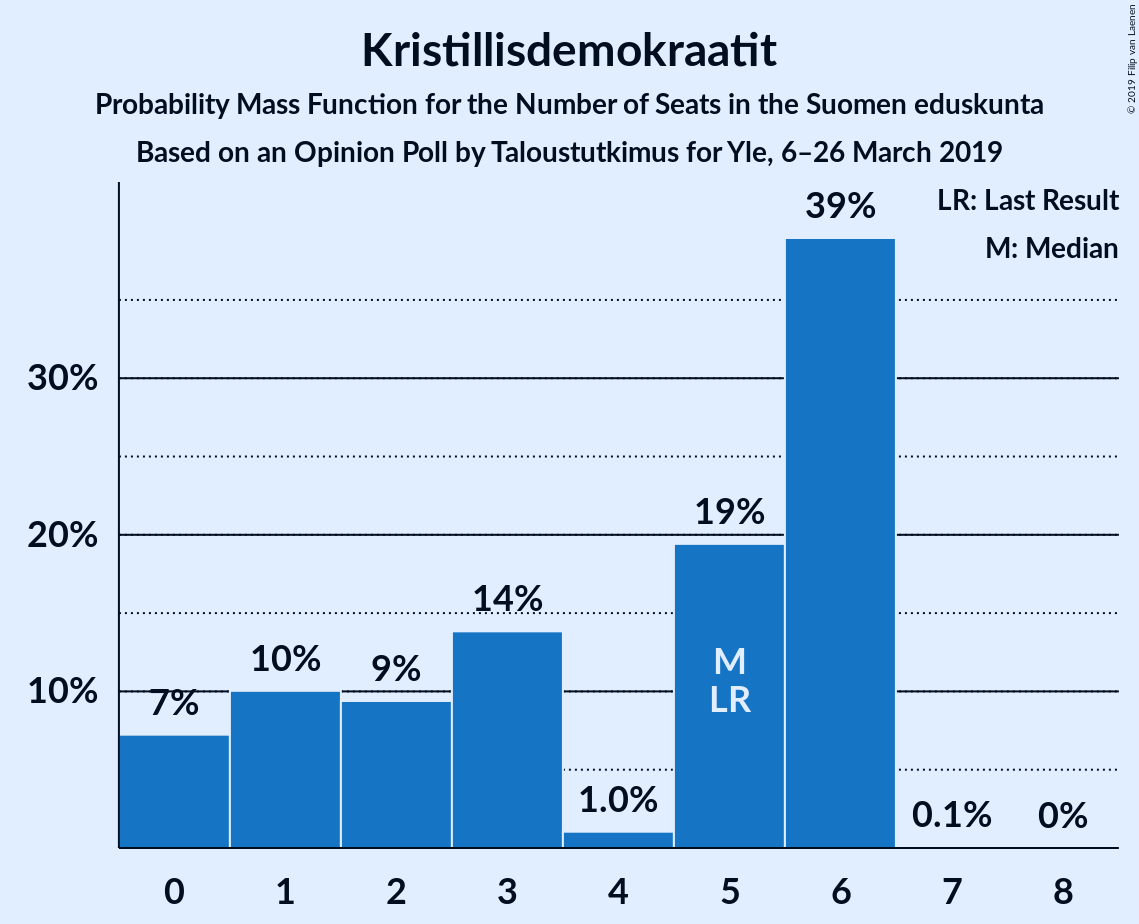 Kristillisdemokraatit
Probability Mass Function for the Number of Seats in the Suomen eduskunta
Based on an Opinion Poll by Taloustutkimus for Yle, 6–26 March 2019
© 2019 Filip van Laenen
LR: Last Result
M: Median
30%
20%
10%
7%
10%
9%
14%
1.0%
19%
39%
0.1%
0%
M
LR
0 1 2 3 4 5 6 7 8